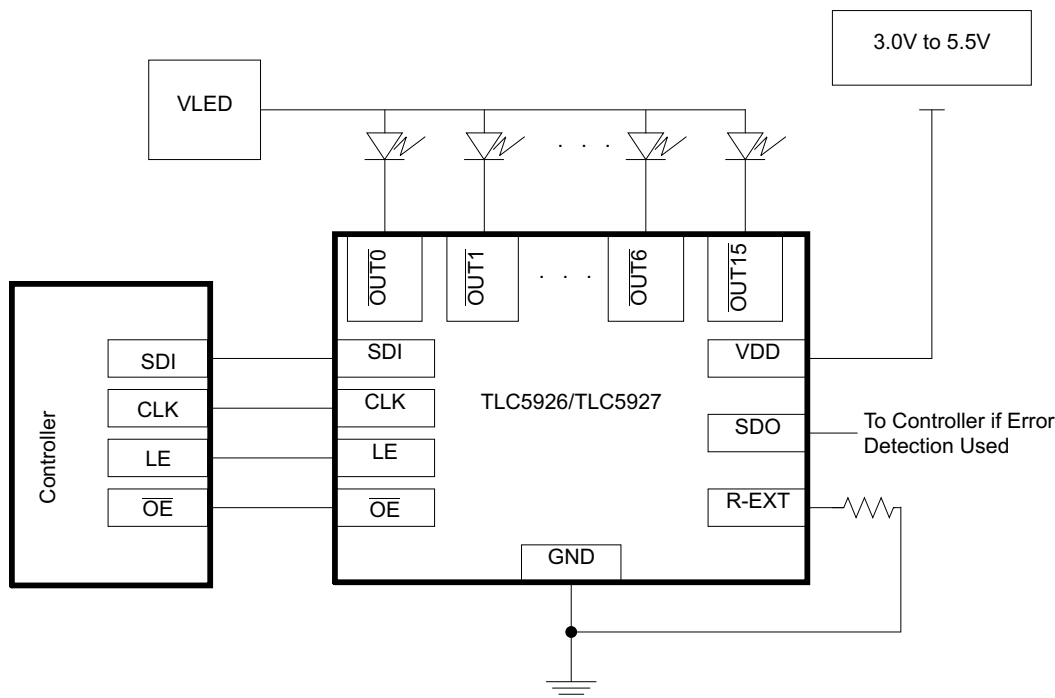 3.0V to 5.5V
VLED
. . .
OUT0
OUT1
. . .
OUT6
OUT15
Controller
SDI
CLK
LE
OE
SDI
CLK
LE
OE
TLC5926/TLC5927
VDD
SDO
R-EXT
GND
To Controller if Error
Detection Used